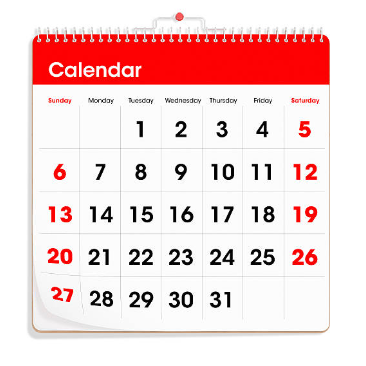 Calendar
Sunday Monday Tuesday Wednesday Thursday Friday Saturday
1 2 3 4 5
6 7 8 9 10 11 12
13 14 15 16 17 18 19
20 21 22 23 24 25 26
27 28 29 30 31